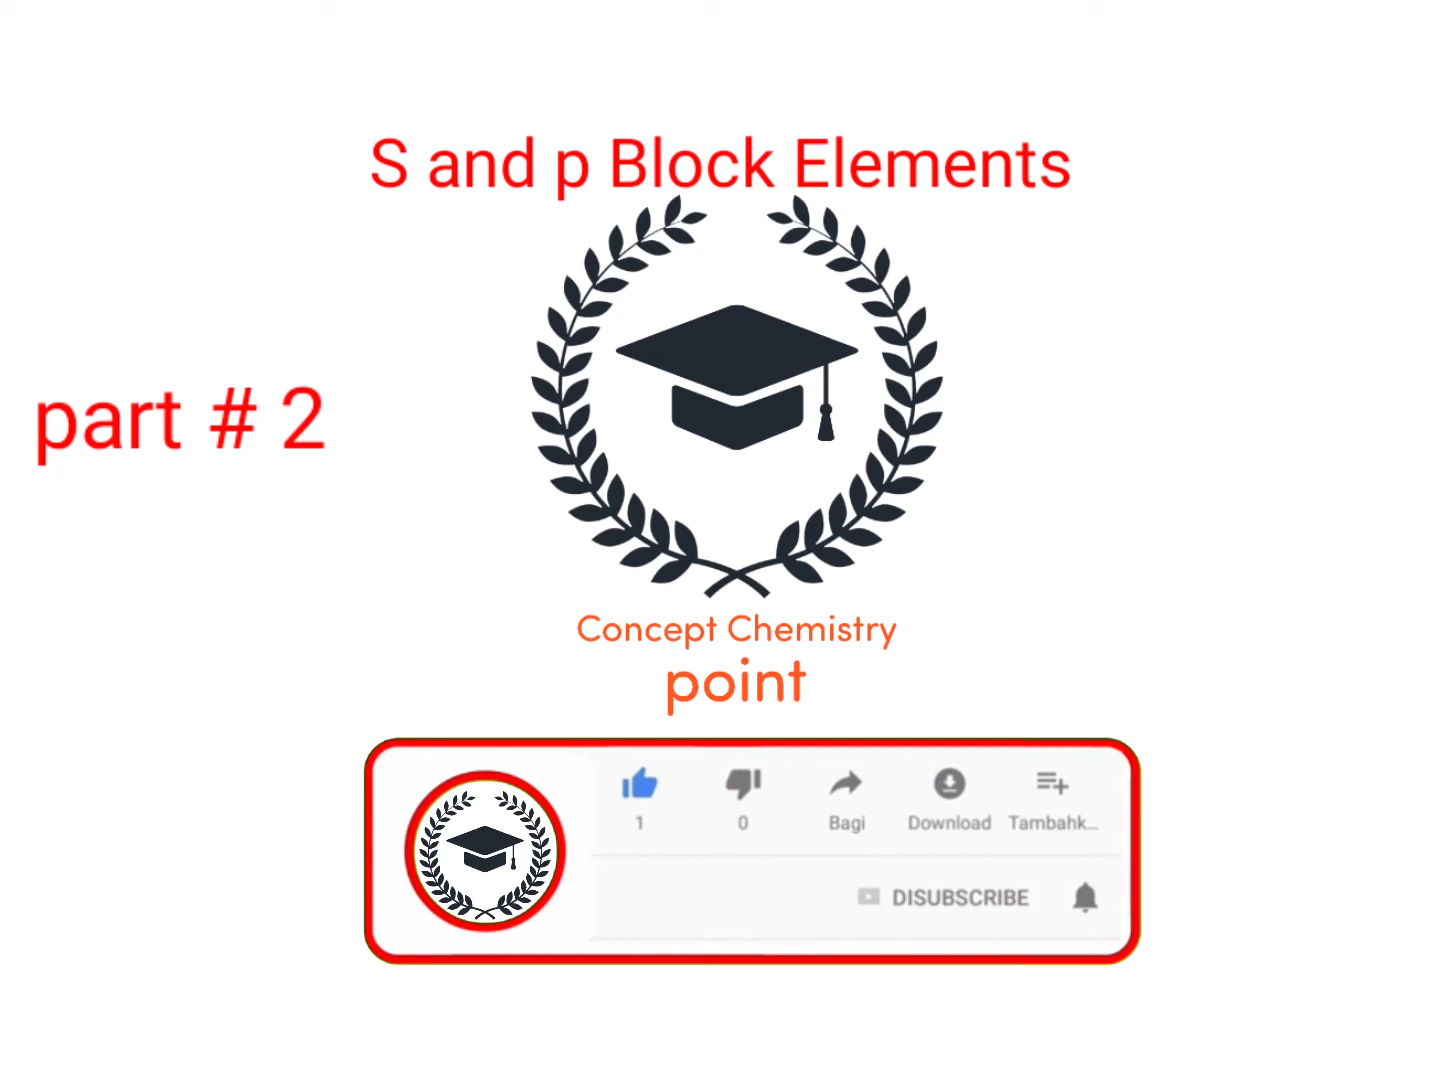 S and p Block Elements
part # 2
Concept Chemistry
point
1
0
Bagi
Download
Tambahk...
DISUBSCRIBE